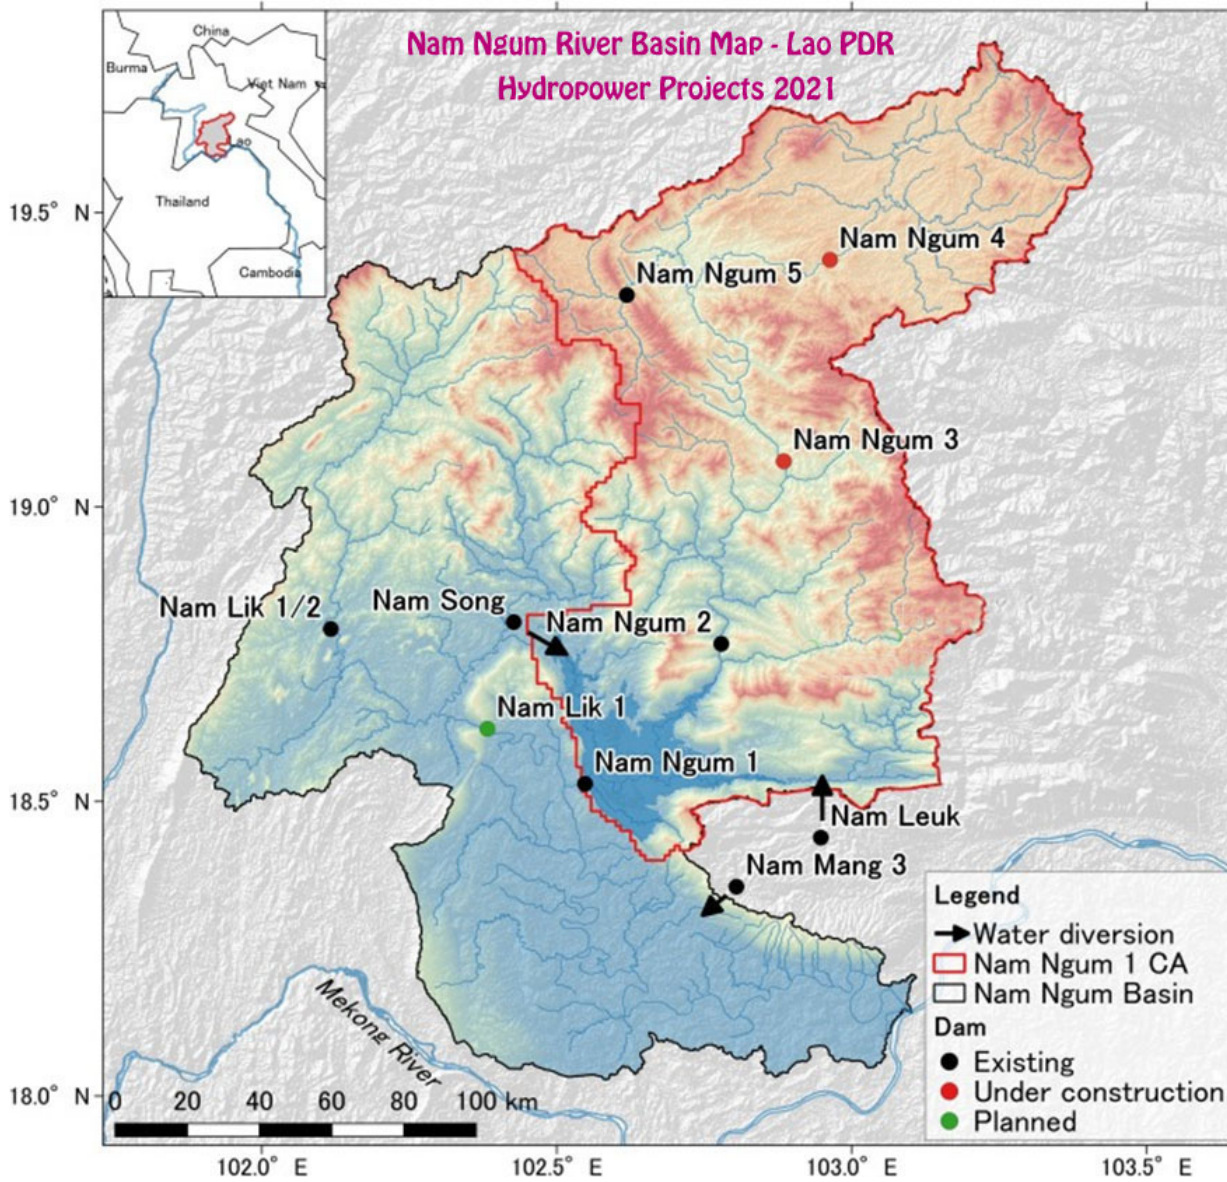 Nam Ngum River Basin Map - Lao PDR
Hydropower Projects 2021
China
Burma
Viet Nam
Lao
Thailand
Cambodia
19.5° N
19.0° N
18.5° N
18.0° N
Nam Ngum 4
Nam Ngum 5
Nam Ngum 3
Nam Lik 1/2
Nam Song
Nam Ngum 2
Nam Lik 1
Nam Ngum 1
Nam Leuk
Nam Mang 3
Mekong River
0 20 40 60 80 100 km
Legend
Water diversion
Nam Ngum 1 CA
Nam Ngum Basin
Dam
Existing
Under construction
Planned
102.0° E 102.5° E 103.0° E 103.5° E